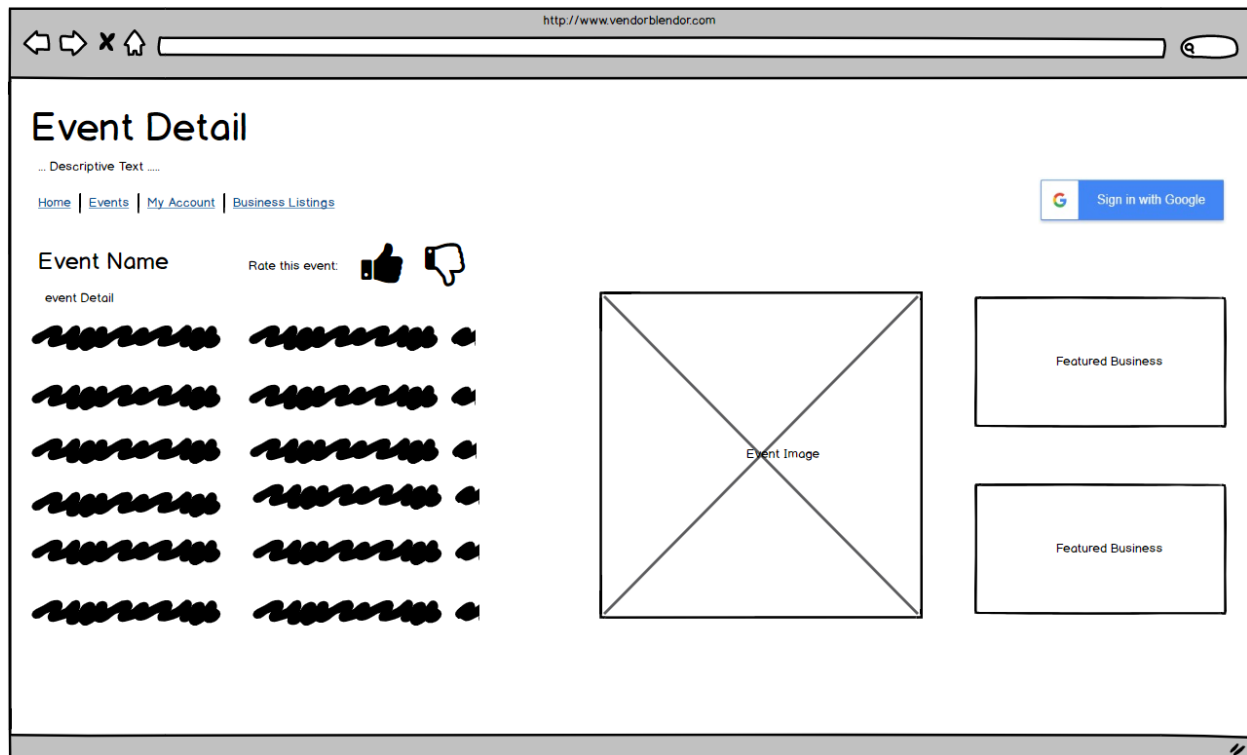 http://www.vendorblendor.com
Event Detail
... Descriptive Text .....
Home | Events | My Account | Business Listings
Sign in with Google
Event Name
Rate this event:
event Detail
Event Image
Featured Business
Featured Business